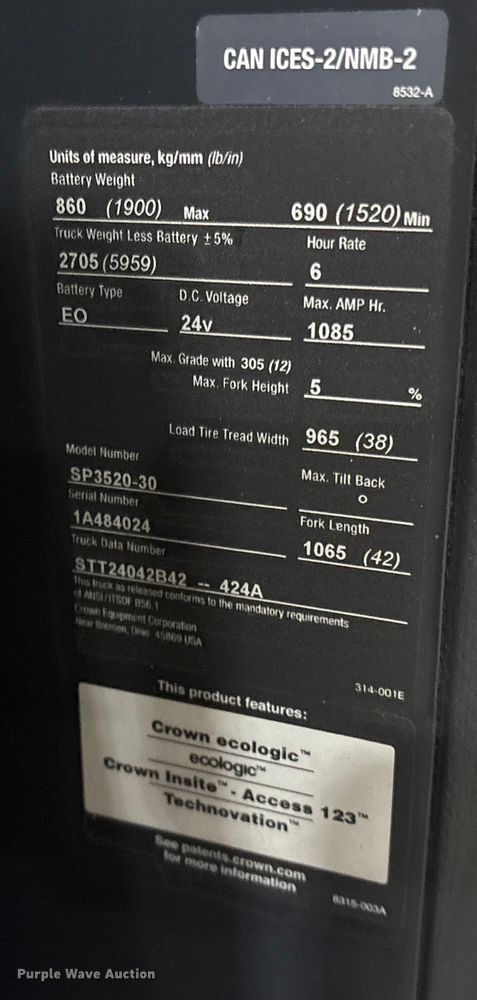 CAN ICES-2/NMB-2
8532-A
Units of measure, kg/mm (lb/in)
Battery Weight
860 (1900) Max 690 (1520) Min
Truck Weight Less Battery ±5% Hour Rate
2705 (5959) 6
Battery Type D.C. Voltage Max. AMP Hr.
EO 24v 1085
Max. Grade with 305 (12)
Max. Fork Height 5 %
Load Tire Tread Width 965 (38)
Model Number Max. Tilt Back
SP3520-30 o
Serial Number Fork Length
1A484024 1065 (42)
Truck Data Number
STT24042B42 -- 424A
This truck as released conforms to the mandatory requirements
of ANSI/ITSDF B56.1
Crown Equipment Corporation
New Bremen, Ohio 45869 USA
314-001E
This product features:
Crown ecologic™
ecologic™
Crown Insite™ - Access 123™
Technovation™
See patents.crown.com
for more information
8315-003A
Purple Wave Auction